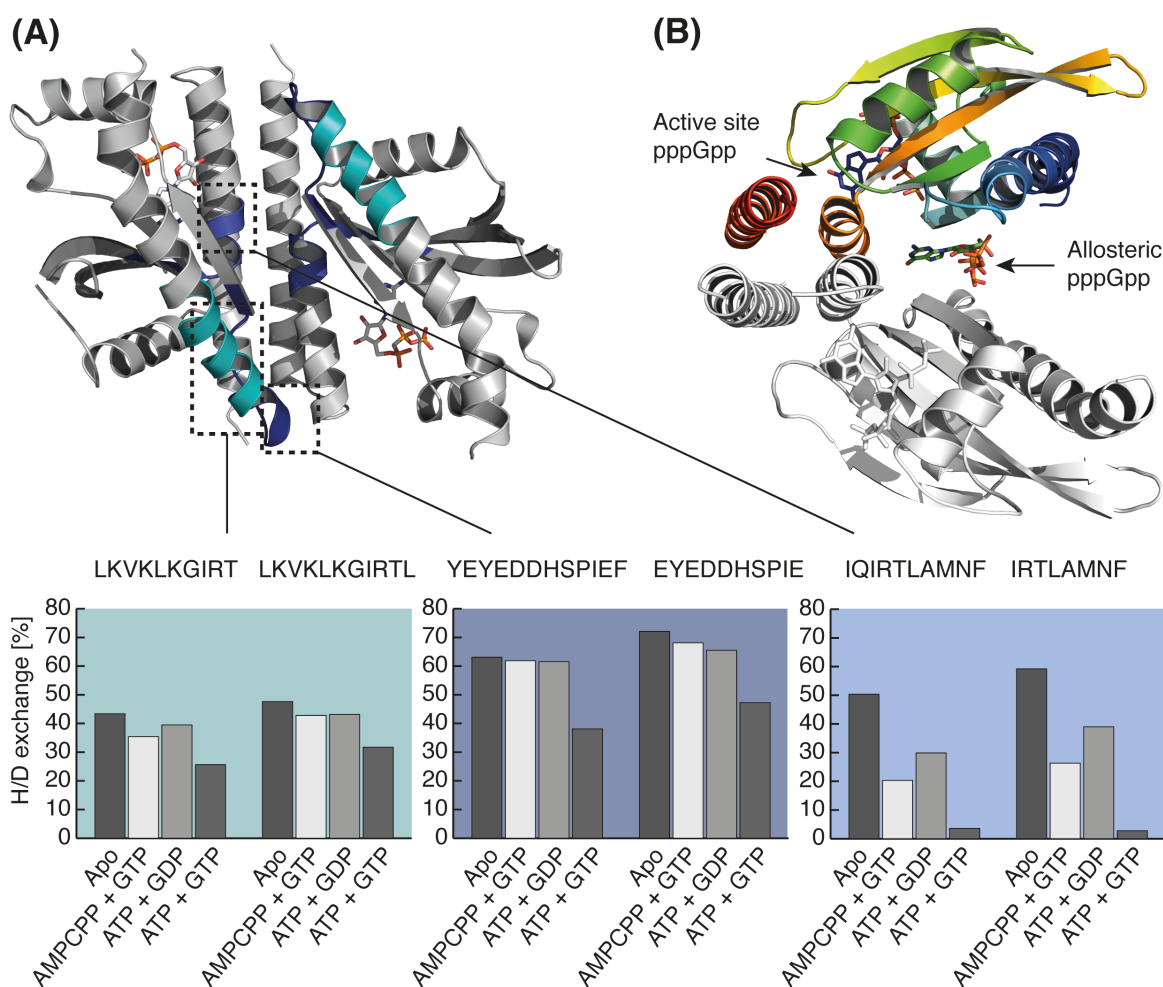 (A)
(B)
Active site
pppGpp
Allosteric
pppGpp
LKVKLKGIRT
LKVKLKGIRTL
YEYEDDHSPIEF
EYEDDHSPIE
IQIRTLAMNF
IRTLAMNF
H/D exchange [%]
80
70
60
50
40
30
20
10
0
Apo
AMPCPP + GTP
ATP + GDP
ATP + GTP
Apo
AMPCPP + GTP
ATP + GDP
ATP + GTP
80
70
60
50
40
30
20
10
0
Apo
AMPCPP + GTP
ATP + GDP
ATP + GTP
Apo
AMPCPP + GTP
ATP + GDP
ATP + GTP
80
70
60
50
40
30
20
10
0
Apo
AMPCPP + GTP
ATP + GDP
ATP + GTP
Apo
AMPCPP + GTP
ATP + GDP
ATP + GTP